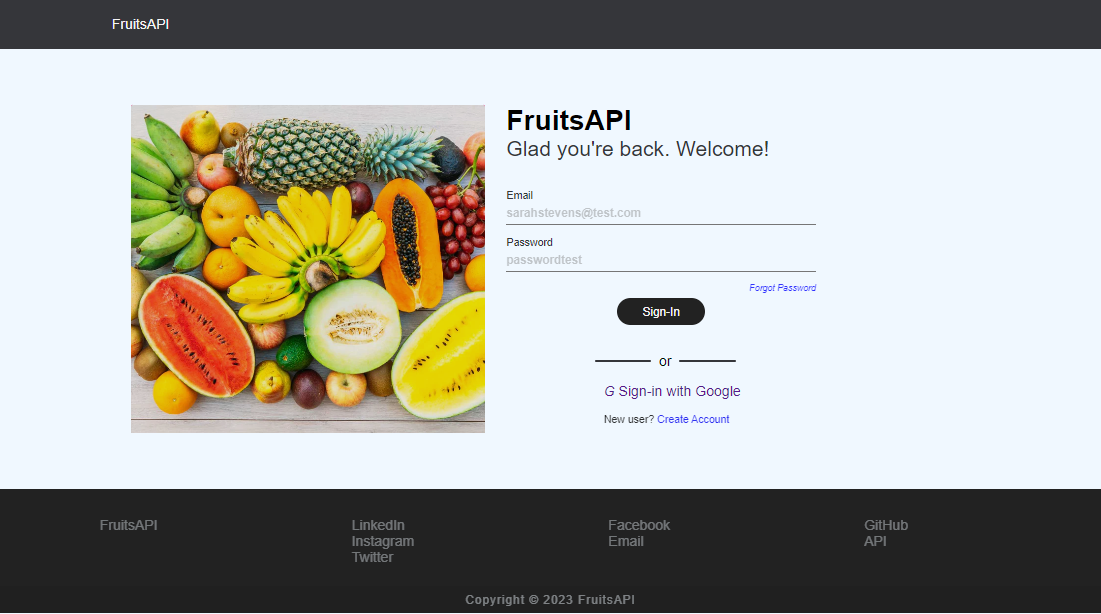 FruitsAPI
FruitsAPI
Glad you're back. Welcome!
Email
sarahstevens@test.com
Password
passwordtest
Forgot Password
Sign-In
or
G Sign-in with Google
New user? Create Account
FruitsAPI
LinkedIn
Instagram
Twitter
Facebook
Email
GitHub
API
Copyright © 2023 FruitsAPI